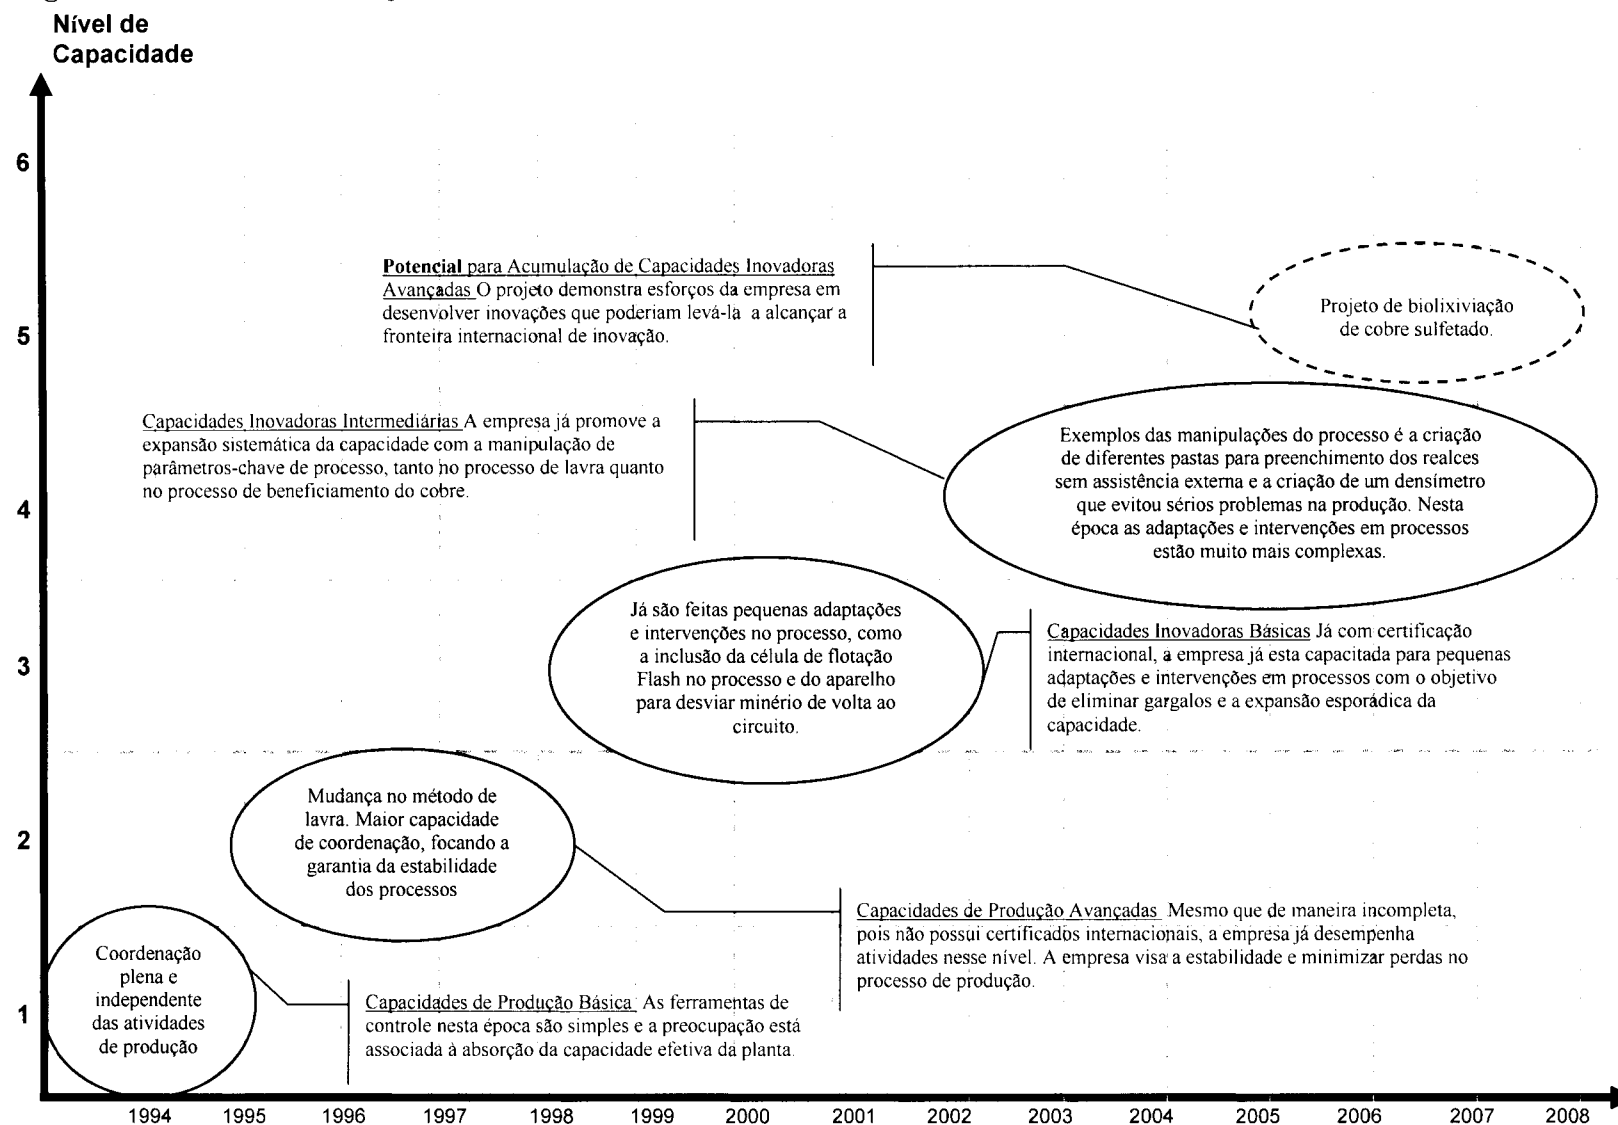 Nível de
Capacidade
6
Potencial para Acumulação de Capacidades Inovadoras
Avançadas O projeto demonstra esforços da empresa em
desenvolver inovações que poderiam levá-la a alcançar a
fronteira internacional de inovação.
Projeto de biolixiviação
de cobre sulfetado.
5
Capacidades Inovadoras Intermediárias A empresa já promove a
expansão sistemática da capacidade com a manipulação de
parâmetros-chave de processo, tanto no processo de lavra quanto
no processo de beneficiamento do cobre.
Exemplos das manipulações do processo é a criação
de diferentes pastas para preenchimento dos realces
sem assistência externa e a criação de um densímetro
que evitou sérios problemas na produção. Nesta
época as adaptações e intervenções em processos
estão muito mais complexas.
4
Já são feitas pequenas adaptações
e intervenções no processo, como
a inclusão da célula de flotação
Flash no processo e do aparelho
para desviar minério de volta ao
circuito.
Capacidades Inovadoras Básicas Já com certificação
internacional, a empresa já esta capacitada para pequenas
adaptações e intervenções em processos com o objetivo
de eliminar gargalos e a expansão esporádica da
capacidade.
3
Mudança no método de
lavra. Maior capacidade
de coordenação, focando a
garantia da estabilidade
dos processos
2
Capacidades de Produção Avançadas Mesmo que de maneira incompleta,
pois não possui certificados internacionais, a empresa já desempenha
atividades nesse nível. A empresa visa a estabilidade e minimizar perdas no
processo de produção.
Coordenação
plena e
independente
das atividades
de produção
1
Capacidades de Produção Básica As ferramentas de
controle nesta época são simples e a preocupação está
associada à absorção da capacidade efetiva da planta.
1994 1995 1996 1997 1998 1999 2000 2001 2002 2003 2004 2005 2006 2007 2008